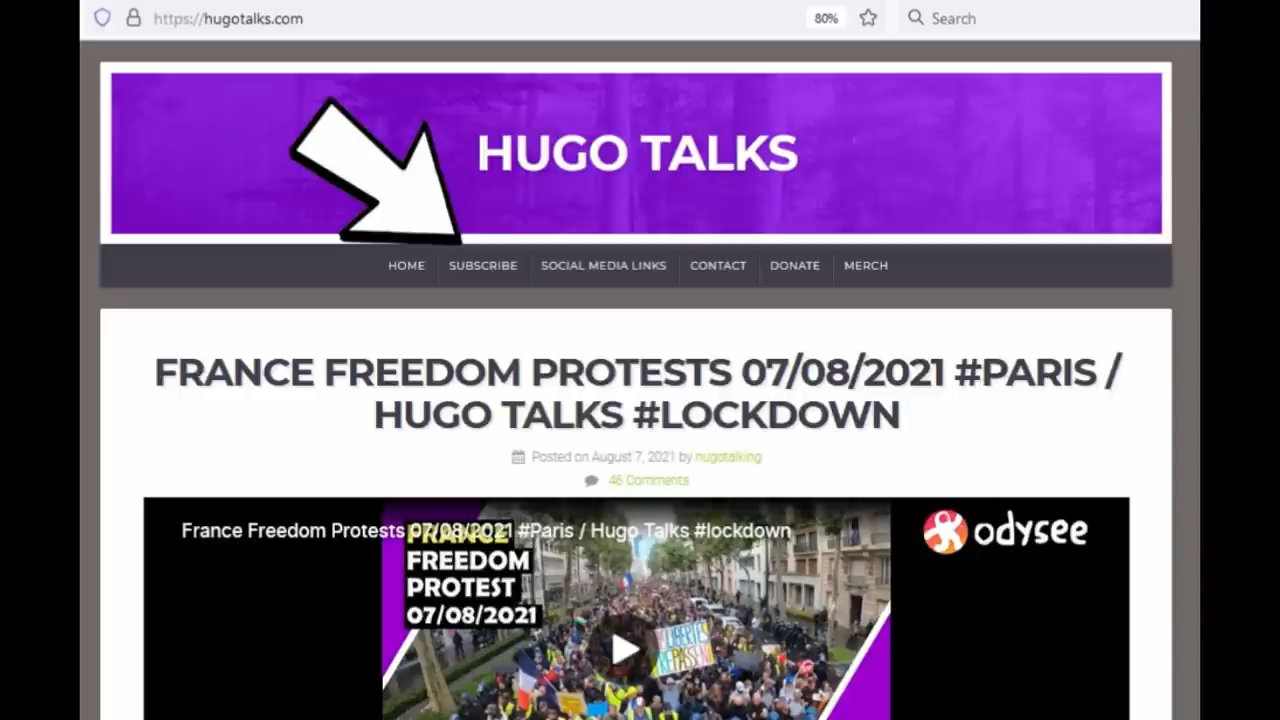 https://hugotalks.com
80%
Search
HUGO TALKS
HOME
SUBSCRIBE
SOCIAL MEDIA LINKS
CONTACT
DONATE
MERCH
FRANCE FREEDOM PROTESTS 07/08/2021 #PARIS /
HUGO TALKS #LOCKDOWN
Posted on August 7, 2021 by hugotalking
46 Comments
France Freedom Protests 07/08/2021 #Paris / Hugo Talks #lockdown
odysee
FRANCE
FREEDOM
PROTEST
07/08/2021
LIBERTÉ